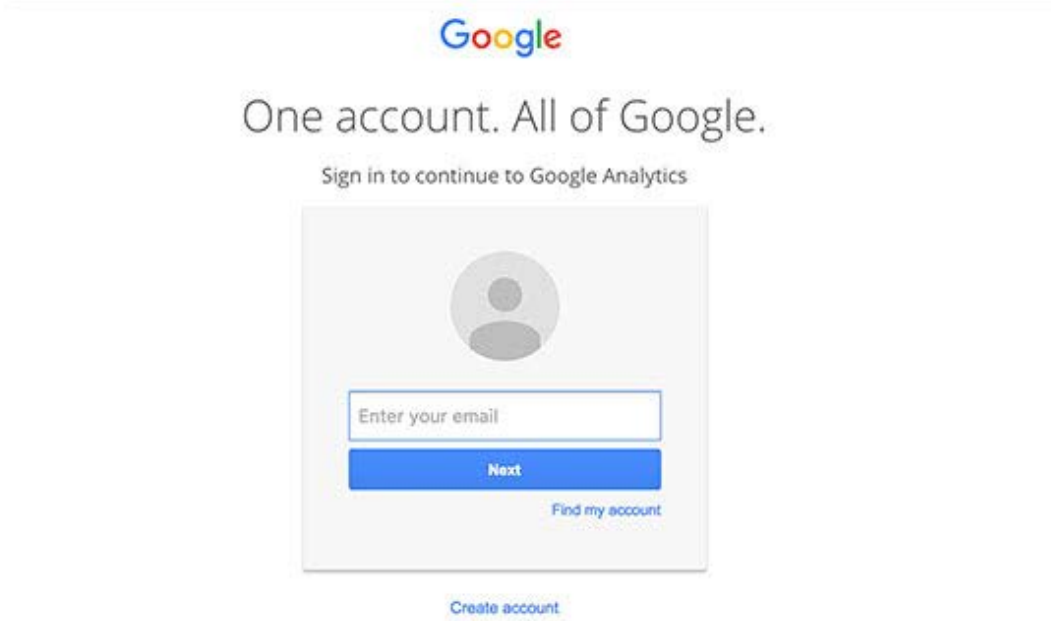 Google
One account. All of Google.
Sign in to continue to Google Analytics
Enter your email
Next
Find my account
Create account